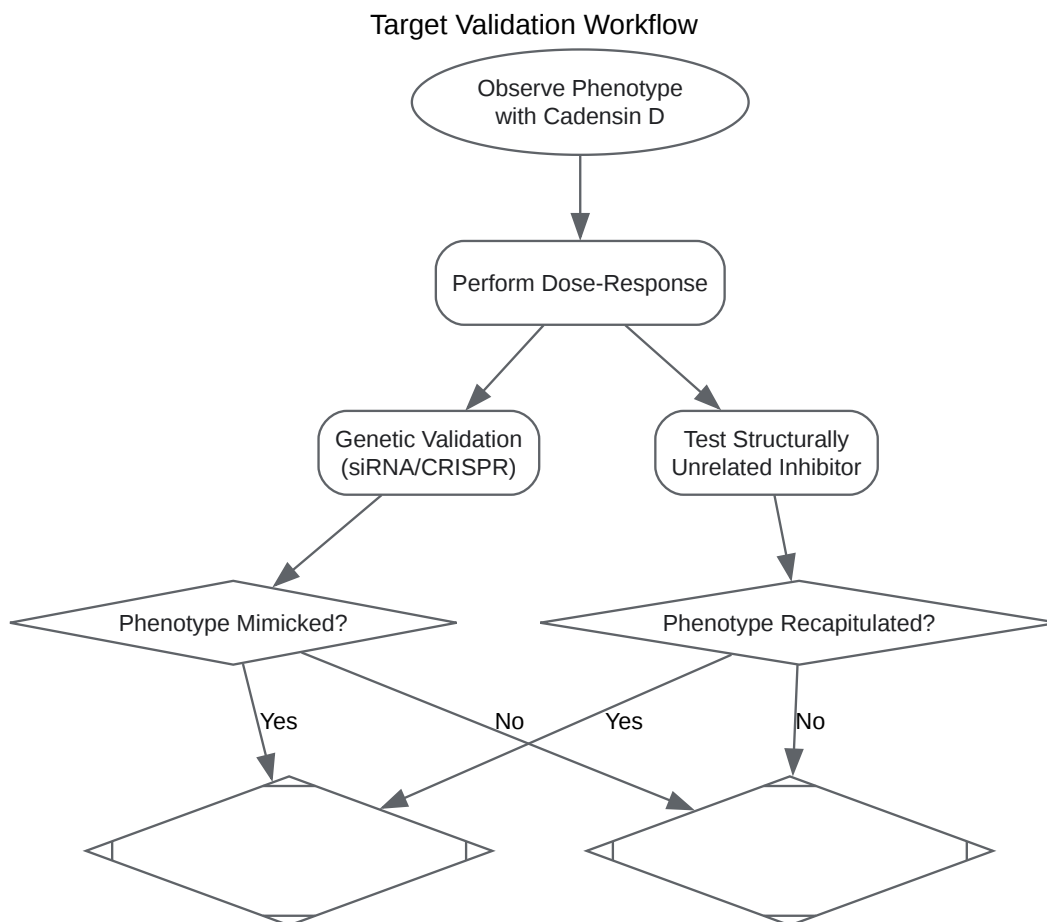 Target Validation Workflow
Observe Phenotype
with Cadensin D
Perform Dose-Response
Genetic Validation
(siRNA/CRISPR)
Test Structurally
Unrelated Inhibitor
Phenotype Mimicked?
Phenotype Recapitulated?
Yes
No
Yes
No